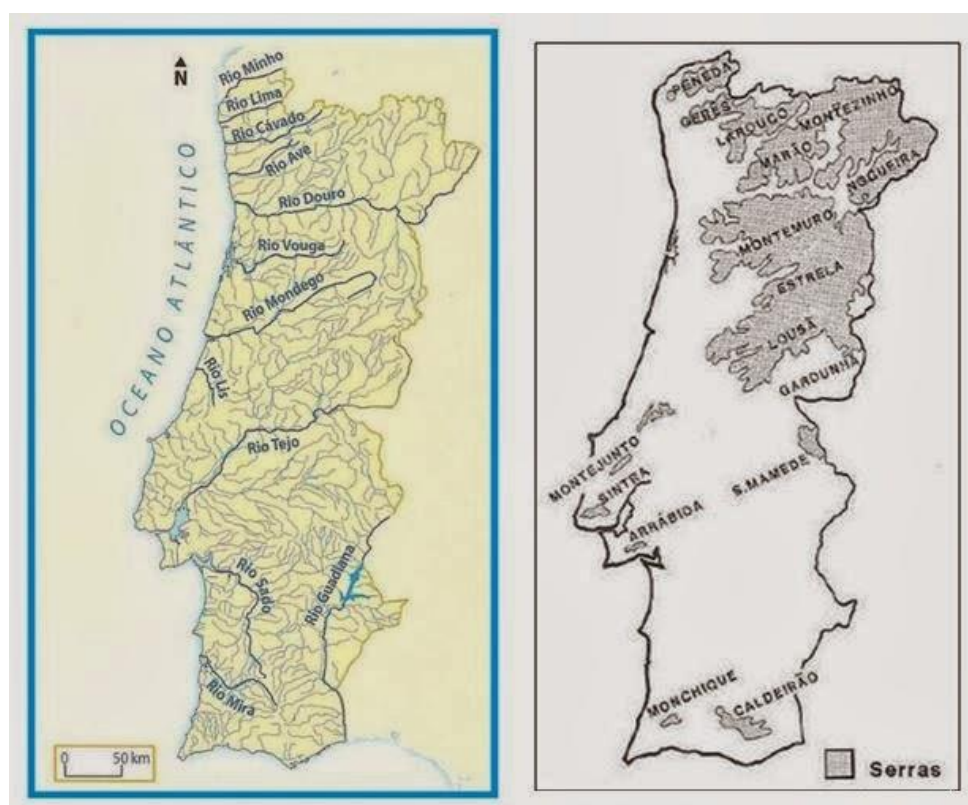 N
Rio Minho
Rio Lima
Rio Cávado
Rio Ave
Rio Douro
Rio Vouga
Rio Mondego
Rio Lis
Rio Tejo
Rio Sado
Rio Guadiana
Rio Mira
OCEANO ATLÂNTICO
0 50 km
PENEDA
GERÊS
LAROUCO
MONTEZINHO
MARÃO
NOGUEIRA
MONTEMURO
ESTRELA
LOUSÃ
GARDUNHA
MONTEJUNTO
SINTRA
S.MAMEDE
ARRÁBIDA
MONCHIQUE
CALDEIRÃO
Serras